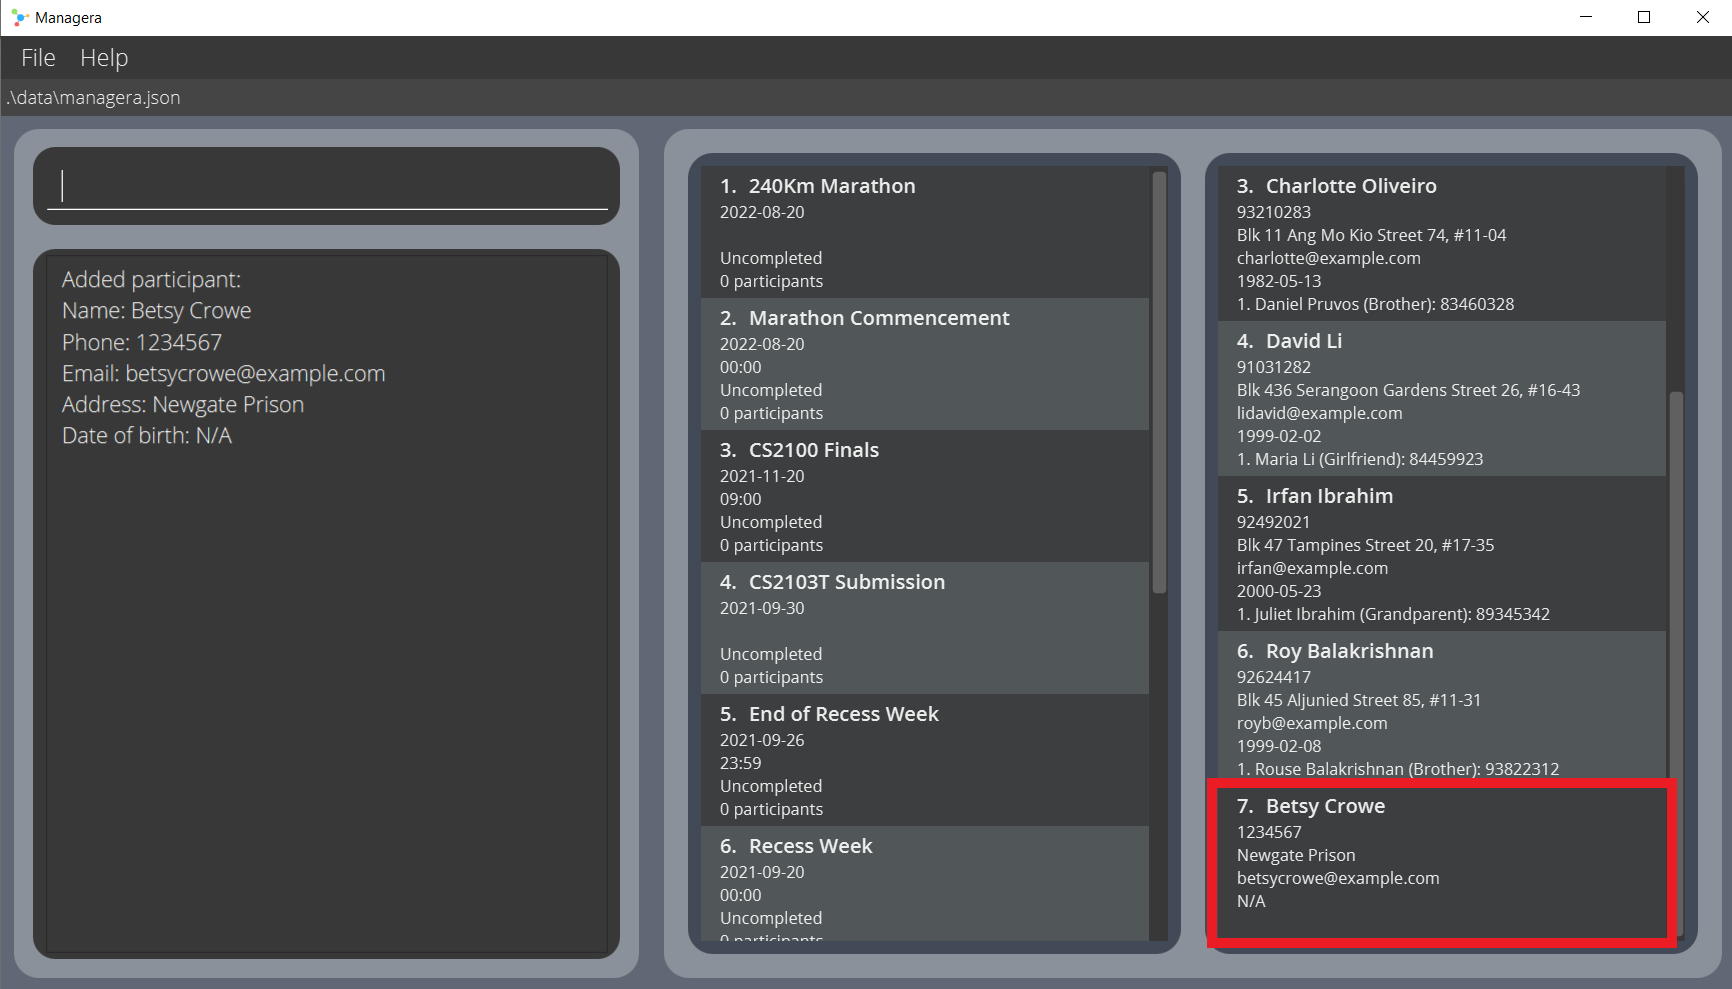 Managera
File Help
.\data\managera.json
Added participant:
Name: Betsy Crowe
Phone: 1234567
Email: betsycrowe@example.com
Address: Newgate Prison
Date of birth: N/A
1. 240Km Marathon
2022-08-20
Uncompleted
0 participants
2. Marathon Commencement
2022-08-20
00:00
Uncompleted
0 participants
3. CS2100 Finals
2021-11-20
09:00
Uncompleted
0 participants
4. CS2103T Submission
2021-09-30
Uncompleted
0 participants
5. End of Recess Week
2021-09-26
23:59
Uncompleted
0 participants
6. Recess Week
2021-09-20
00:00
Uncompleted
0 participants
3. Charlotte Oliveiro
93210283
Blk 11 Ang Mo Kio Street 74, #11-04
charlotte@example.com
1982-05-13
1. Daniel Pruvos (Brother): 83460328
4. David Li
91031282
Blk 436 Serangoon Gardens Street 26, #16-43
lidavid@example.com
1999-02-02
1. Maria Li (Girlfriend): 84459923
5. Irfan Ibrahim
92492021
Blk 47 Tampines Street 20, #17-35
irfan@example.com
2000-05-23
1. Juliet Ibrahim (Grandparent): 89345342
6. Roy Balakrishnan
92624417
Blk 45 Aljunied Street 85, #11-31
royb@example.com
1999-02-08
1. Rouse Balakrishnan (Brother): 93822312
7. Betsy Crowe
1234567
Newgate Prison
betsycrowe@example.com
N/A